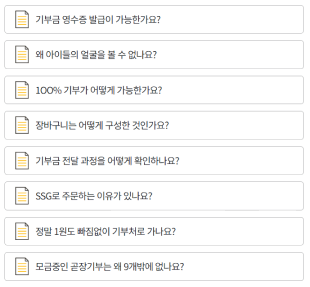 기부금 영수증 발급이 가능한가요?
왜 아이들의 얼굴을 볼 수 없나요?
100% 기부가 어떻게 가능한가요?
장바구니는 어떻게 구성한 것인가요?
기부금 전달 과정을 어떻게 확인하나요?
SSG로 주문하는 이유가 있나요?
정말 1원도 빠짐없이 기부처로 가나요?
모금중인 곧장기부는 왜 9개밖에 없나요?